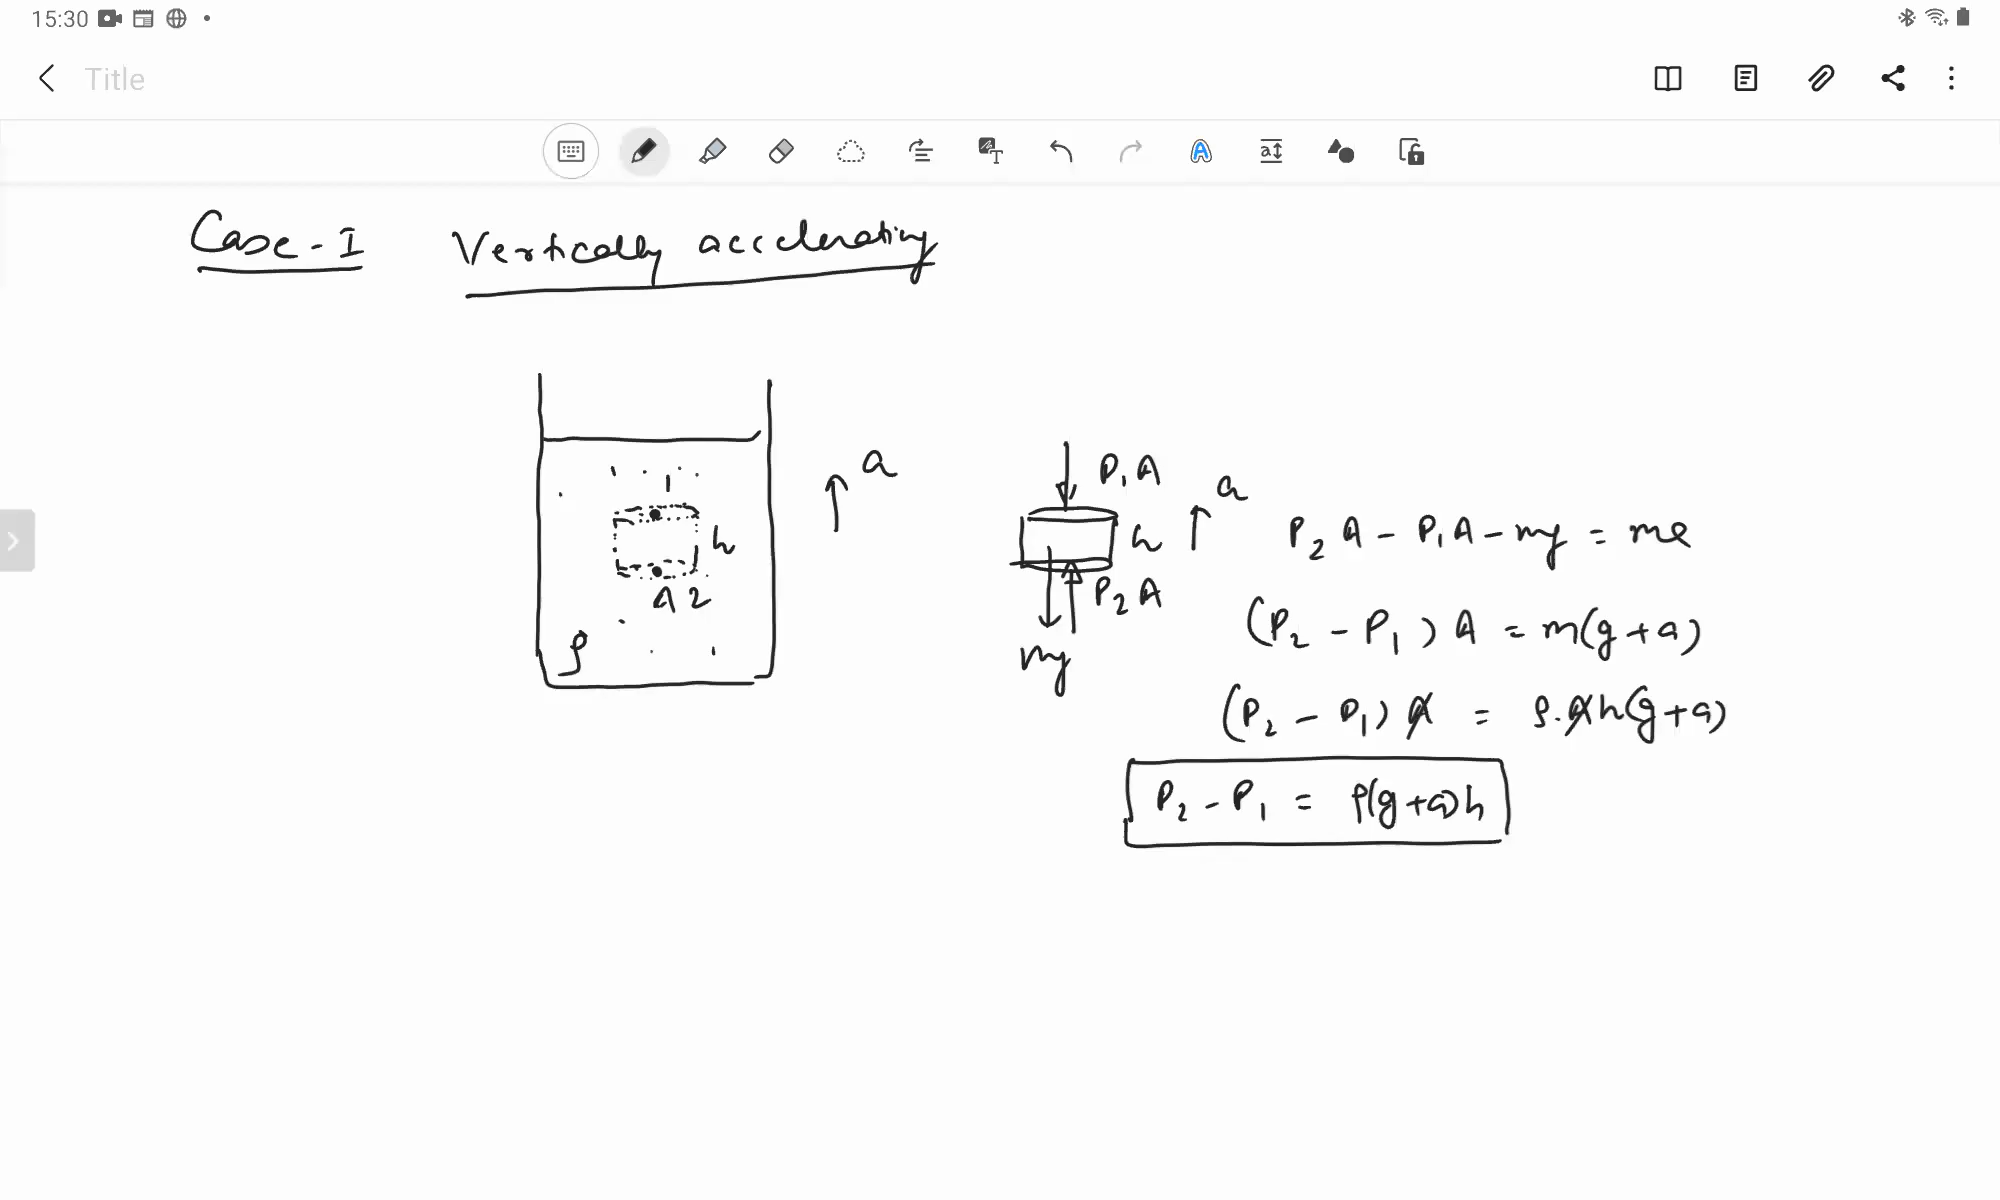 15:30
Title
Case-I Vertically accelerating
a
1
h
A 2
ρ
P₁A
a
h
P₂A
mg
P₂A - P₁A - mg = ma
(P₂ - P₁)A = m(g+a)
(P₂ - P₁)A = ρ.Ah(g+a)
P₂ - P₁ = ρ(g+a)h